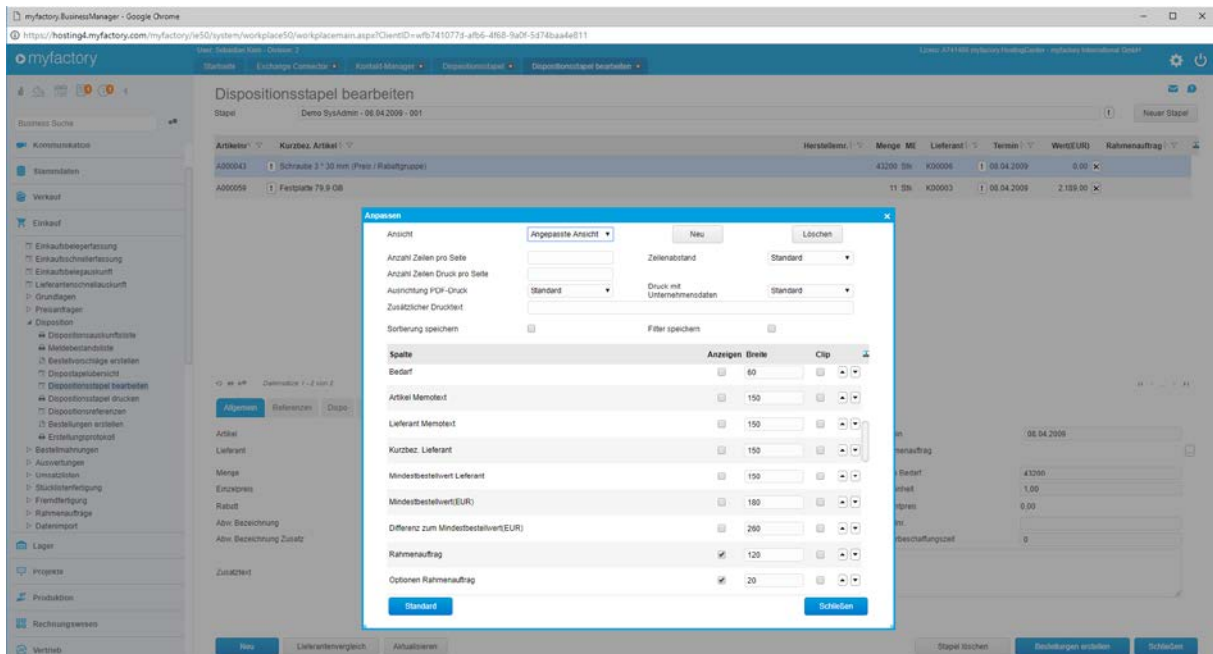 myfactory.BusinessManager - Google Chrome
https://hosting4.myfactory.com/myfactory/ie50/system/workplace50/workplacemain.aspx?ClientID=wfb741077d-afb6-4f68-9a0f-5d74baa4e811
myfactory
Startseite Exchange Connector Kontakt-Manager Dispositionsstapel Dispositionsstapel bearbeiten
Business Suche
Kommunikation
Stammdaten
Verkauf
Einkauf
Einkaufsbelegerfassung
Einkaufsschnellerfassung
Einkaufsbelegauskunft
Lieferantenschnellauskunft
Grundlagen
Preisanfragen
Disposition
Dispositionsauskunftsliste
Meldebestandsliste
Bestellvorschläge erstellen
Dispostapelübersicht
Dispositionsstapel bearbeiten
Dispositionsstapel drucken
Dispositionsreferenzen
Bestellungen erstellen
Erstellungsprotokoll
Bestellmahnungen
Auswertungen
Umsatzlisten
Stücklistenfertigung
Fremdfertigung
Rahmenaufträge
Datenimport
Lager
Projekte
Produktion
Rechnungswesen
Vertrieb
Dispositionsstapel bearbeiten
Stapel Demo SysAdmin - 08.04.2009 - 001 Neuer Stapel
Artikelnr Kurzbez. Artikel Herstellernr. Menge ME Lieferant Termin Wert(EUR) Rahmenauftrag
A000043 Schraube 3 * 30 mm (Preis / Rabattgruppe) 43200 Stk K00006 08.04.2009 0.00
A000059 Festplatte 79,9 GB 11 Stk K00003 08.04.2009 2.189.00
Datensätze 1 - 2 von 2
Allgemein Referenzen Dispo
Artikel
08.04.2009
Lieferant
Menge
Bedarf 43200
Einzelpreis
1,00
Rabatt
0,00
Abw. Bezeichnung
Abw. Bezeichnung Zusatz
0
Zusatztext
Neu Lieferantenvergleich Aktualisieren Stapel löschen Bestellungen erstellen Schließen
Anpassen
Ansicht Angepasste Ansicht Neu Löschen
Anzahl Zeilen pro Seite Zeilenabstand Standard
Anzahl Zeilen Druck pro Seite
Ausrichtung PDF-Druck Standard Druck mit Unternehmensdaten Standard
Zusätzlicher Drucktext
Sortierung speichern Filter speichern
Spalte Anzeigen Breite Clip
Bedarf 60
Artikel Memotext 150
Lieferant Memotext 150
Kurzbez. Lieferant 150
Mindestbestellwert Lieferant 150
Mindestbestellwert(EUR) 180
Differenz zum Mindestbestellwert(EUR) 260
Rahmenauftrag 120
Optionen Rahmenauftrag 20
Standard Schließen